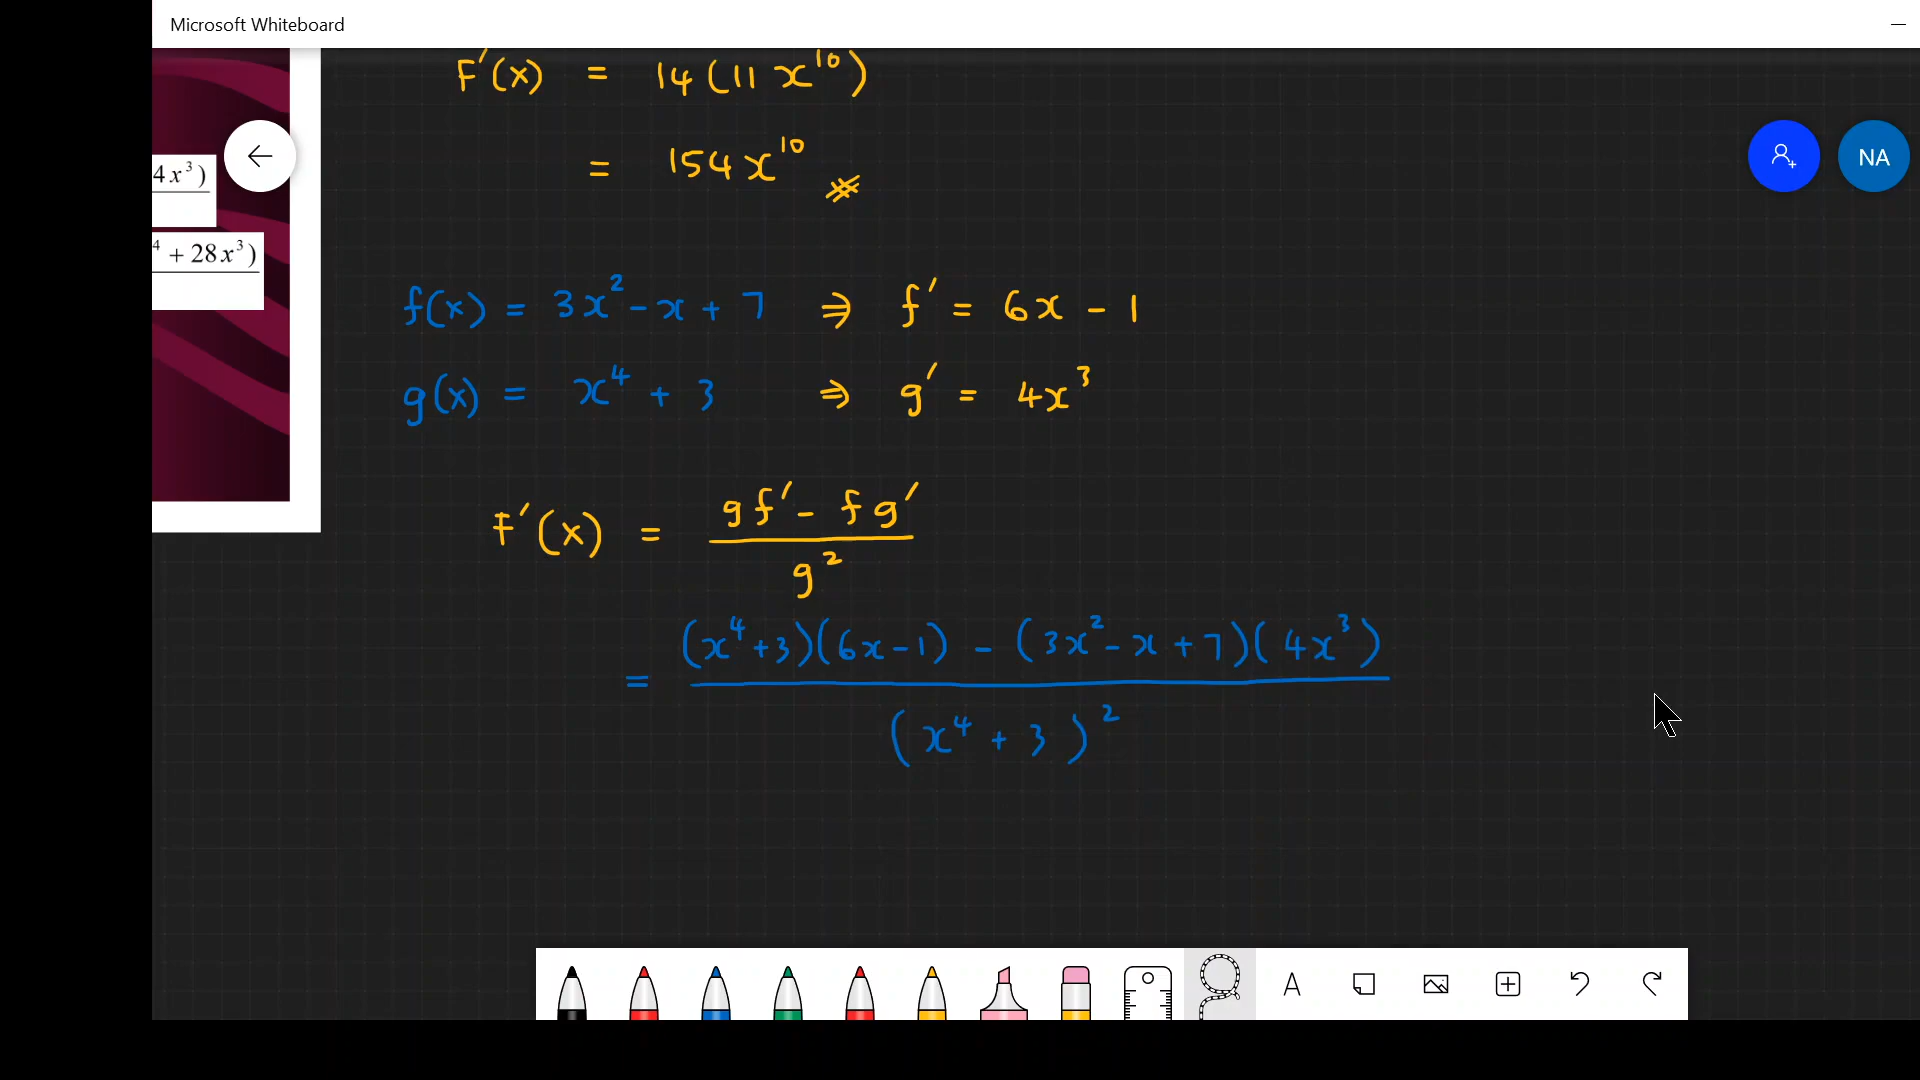 Microsoft Whiteboard
F′(x) = 14(11x¹⁰)
= 154x¹⁰
4x³)
⁴ + 28x³)
NA
f(x) = 3x² - x + 7 ⇒ f′ = 6x - 1
g(x) = x⁴ + 3 ⇒ g′ = 4x³
F′(x) = gf′ - fg′
g²
= (x⁴+3)(6x-1) - (3x²-x+7)(4x³)
(x⁴ + 3)²
A